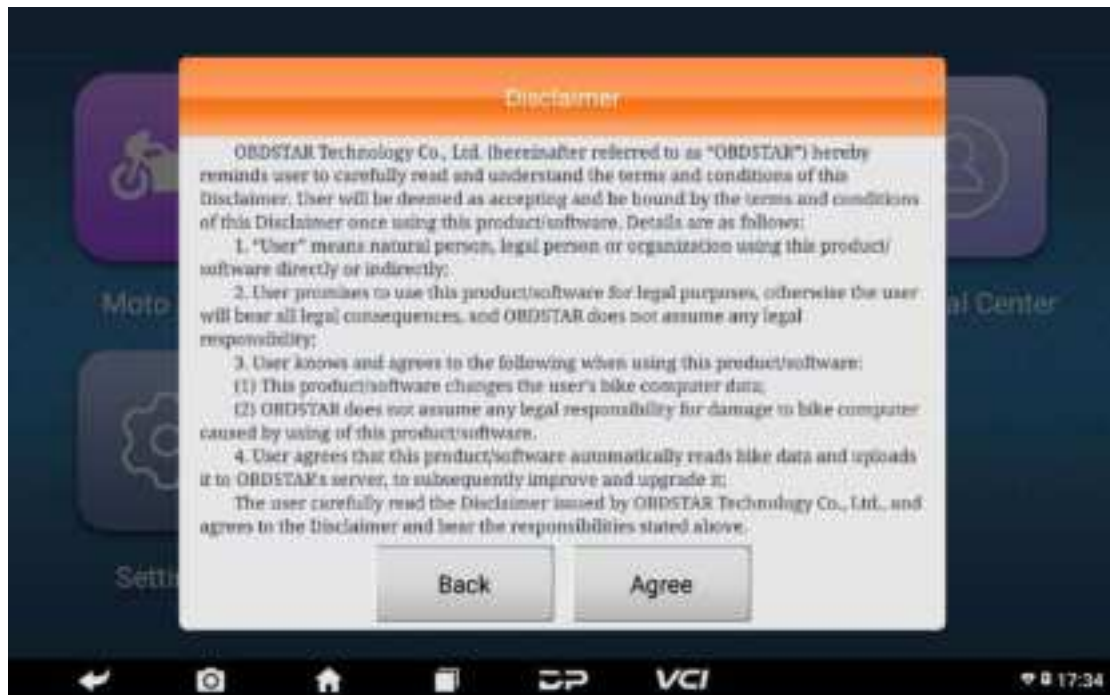 Disclaimer
OBDSTAR Technology Co., Ltd. (hereinafter referred to as "OBDSTAR") hereby
reminds user to carefully read and understand the terms and conditions of this
Disclaimer. User will be deemed as accepting and be bound by the terms and conditions
of this Disclaimer once using this product/software. Details are as follows:
1. "User" means natural person, legal person or organization using this product/
software directly or indirectly;
2. User promises to use this product/software for legal purposes, otherwise the user
will bear all legal consequences, and OBDSTAR does not assume any legal
responsibility;
3. User knows and agrees to the following when using this product/software:
(1) This product/software changes the user's bike computer data;
(2) OBDSTAR does not assume any legal responsibility for damage to bike computer
caused by using of this product/software.
4. User agrees that this product/software automatically reads bike data and uploads
it to OBDSTAR's server, to subsequently improve and upgrade it;
The user carefully read the Disclaimer issued by OBDSTAR Technology Co., Ltd., and
agrees to the Disclaimer and bear the responsibilities stated above.
Back Agree
Moto
al Center
Setti
DP VCI 17:34